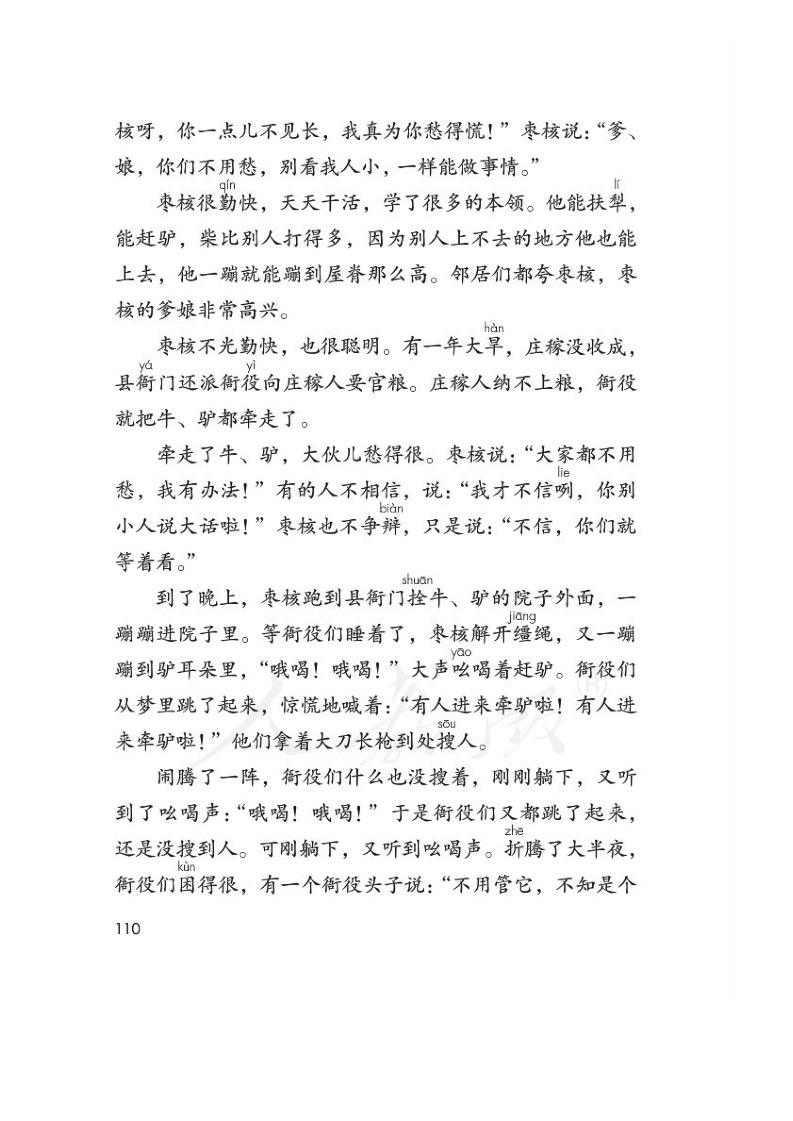 核呀，你一点儿不见长，我真为你愁得慌！”枣核说：“爹、
娘，你们不用愁，别看我人小，一样能做事情。”
qín lí
枣核很勤快，天天干活，学了很多的本领。他能扶犁，
能赶驴，柴比别人打得多，因为别人上不去的地方他也能
上去，他一蹦就能蹦到屋脊那么高。邻居们都夸枣核，枣
核的爹娘非常高兴。
hàn
枣核不光勤快，也很聪明。有一年大旱，庄稼没收成，
yá yì
县衙门还派衙役向庄稼人要官粮。庄稼人纳不上粮，衙役
就把牛、驴都牵走了。
牵走了牛、驴，大伙儿愁得很。枣核说：“大家都不用
lie
愁，我有办法！”有的人不相信，说：“我才不信咧，你别
biàn
小人说大话啦！”枣核也不争辩，只是说：“不信，你们就
等着看。”
shuān
到了晚上，枣核跑到县衙门拴牛、驴的院子外面，一
jiāng
蹦蹦进院子里。等衙役们睡着了，枣核解开缰绳，又一蹦
yāo
蹦到驴耳朵里，“哦喝！哦喝！”大声吆喝着赶驴。衙役们
从梦里跳了起来，惊慌地喊着：“有人进来牵驴啦！有人进
sōu
来牵驴啦！”他们拿着大刀长枪到处搜人。
闹腾了一阵，衙役们什么也没搜着，刚刚躺下，又听
到了吆喝声：“哦喝！哦喝！”于是衙役们又都跳了起来，
zhē
还是没搜到人。可刚躺下，又听到吆喝声。折腾了大半夜，
kùn
衙役们困得很，有一个衙役头子说：“不用管它，不知是个
110
人教版®